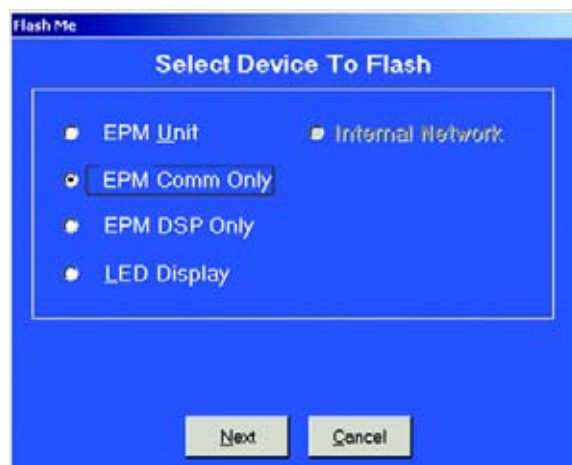 Flash Me
Select Device To Flash
EPM Unit Internal Network
EPM Comm Only
EPM DSP Only
LED Display
Next Cancel